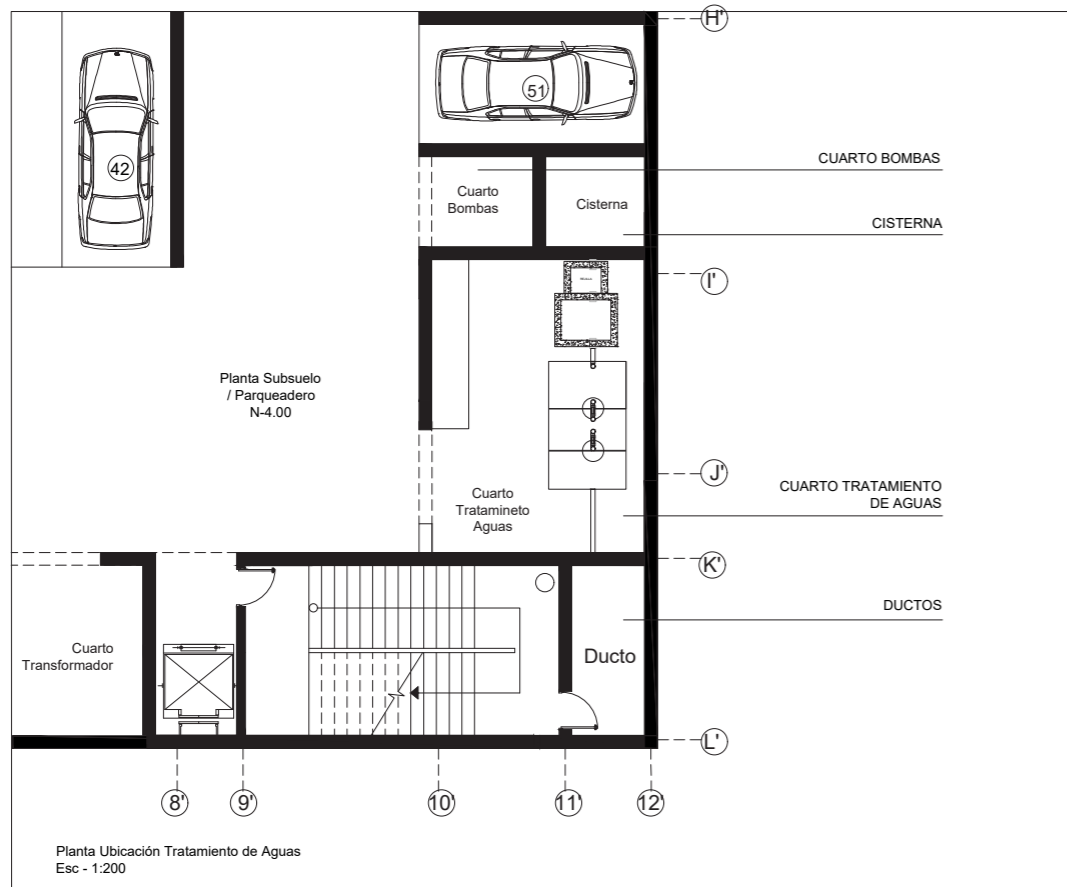 H'
51
42
CUARTO BOMBAS
Cuarto
Bombas
Cisterna
CISTERNA
I'
Planta Subsuelo
/ Parqueadero
N-4.00
J'
CUARTO TRATAMIENTO
DE AGUAS
Cuarto
Tratamineto
Aguas
K'
DUCTOS
Cuarto
Transformador
Ducto
L'
8'
9'
10'
11'
12'
Planta Ubicación Tratamiento de Aguas
Esc - 1:200